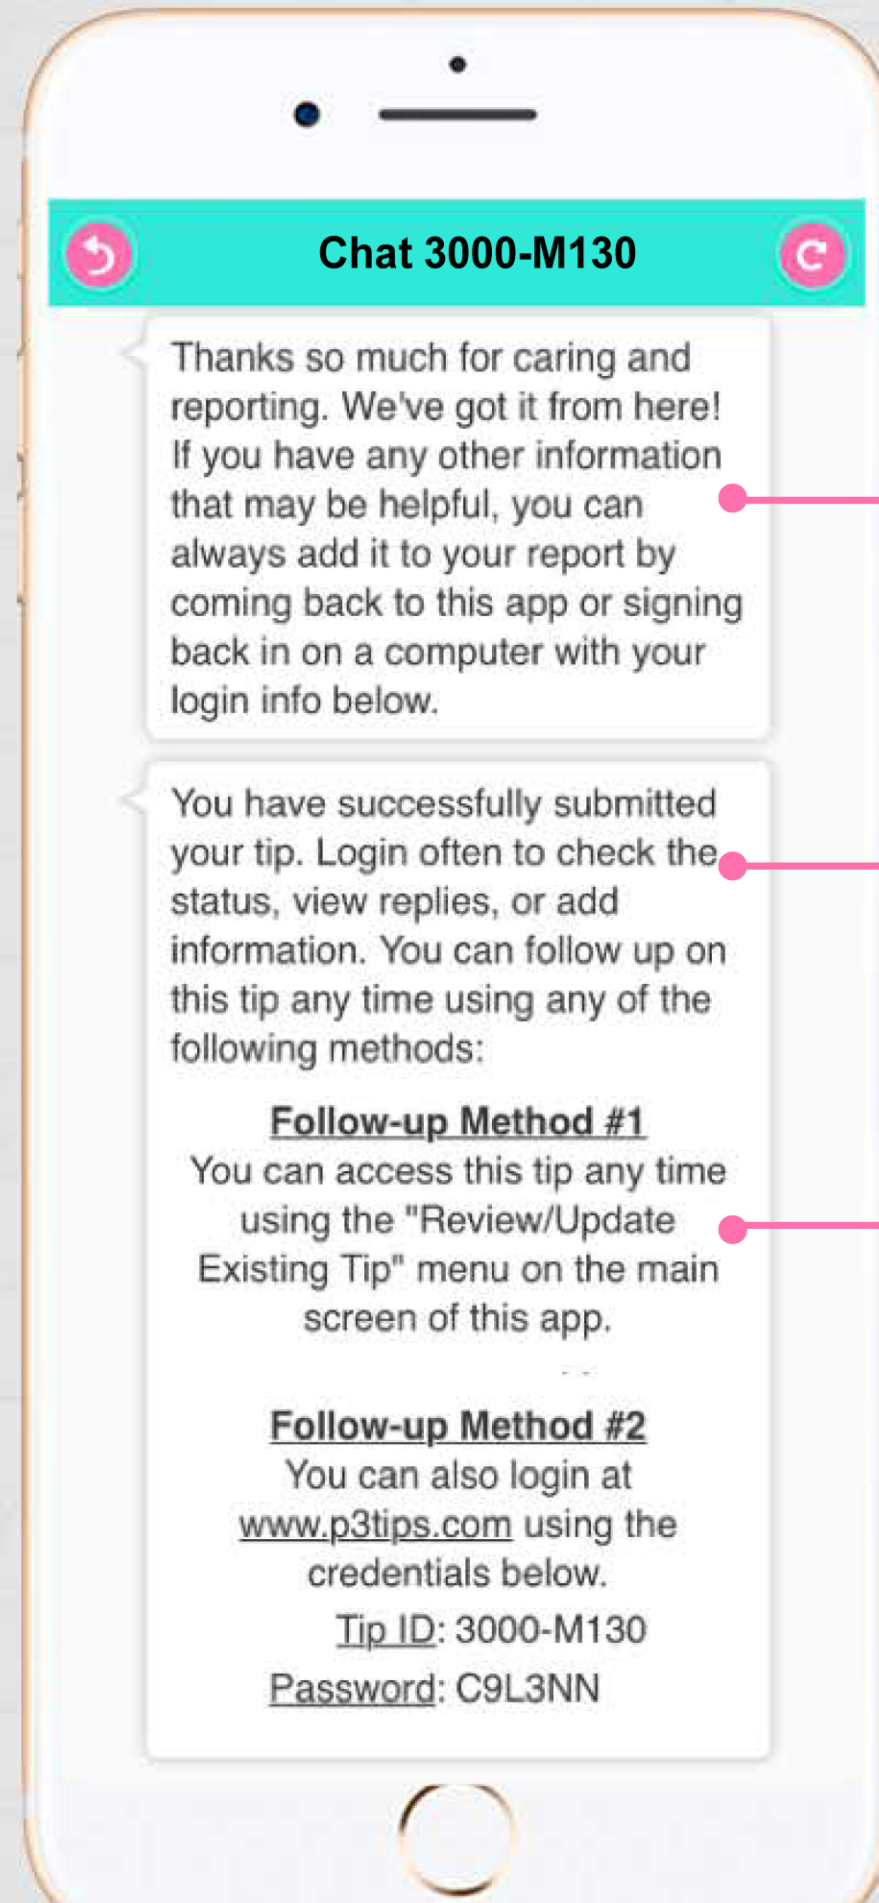 Chat 3000-M130
Thanks so much for caring and
reporting. We've got it from here!
If you have any other information
that may be helpful, you can
always add it to your report by
coming back to this app or signing
back in on a computer with your
login info below.
You have successfully submitted
your tip. Login often to check the
status, view replies, or add
information. You can follow up on
this tip any time using any of the
following methods:
Follow-up Method #1
You can access this tip any time
using the "Review/Update
Existing Tip" menu on the main
screen of this app.
Follow-up Method #2
You can also login at
www.p3tips.com using the
credentials below.
Tip ID: 3000-M130
Password: C9L3NN